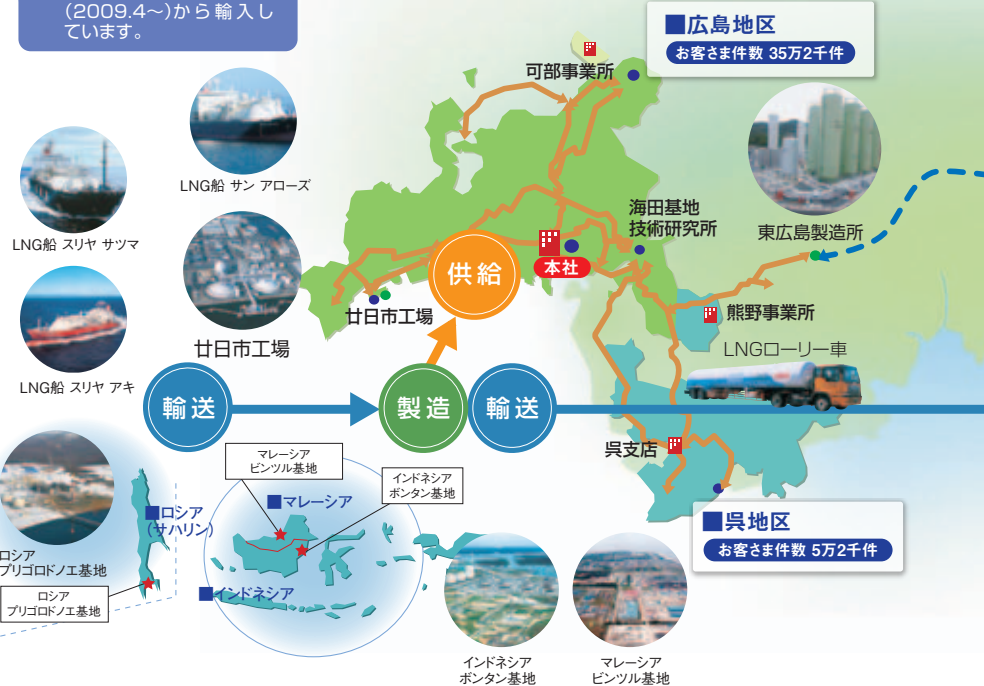 (2009.4〜)から輸入し
ています。
■広島地区
お客さま件数 35万2千件
可部事業所
LNG船 サン アローズ
LNG船 スリヤ サツマ
海田基地
技術研究所
東広島製造所
本社
供給
廿日市工場
廿日市工場
熊野事業所
LNGローリー車
LNG船 スリヤ アキ
輸送
製造
輸送
呉支店
マレーシア
ビンツル基地
インドネシア
ボンタン基地
■マレーシア
■ロシア
(サハリン)
■インドネシア
ロシア
プリゴロドノエ基地
ロシア
プリゴロドノエ基地
■呉地区
お客さま件数 5万2千件
インドネシア
ボンタン基地
マレーシア
ビンツル基地